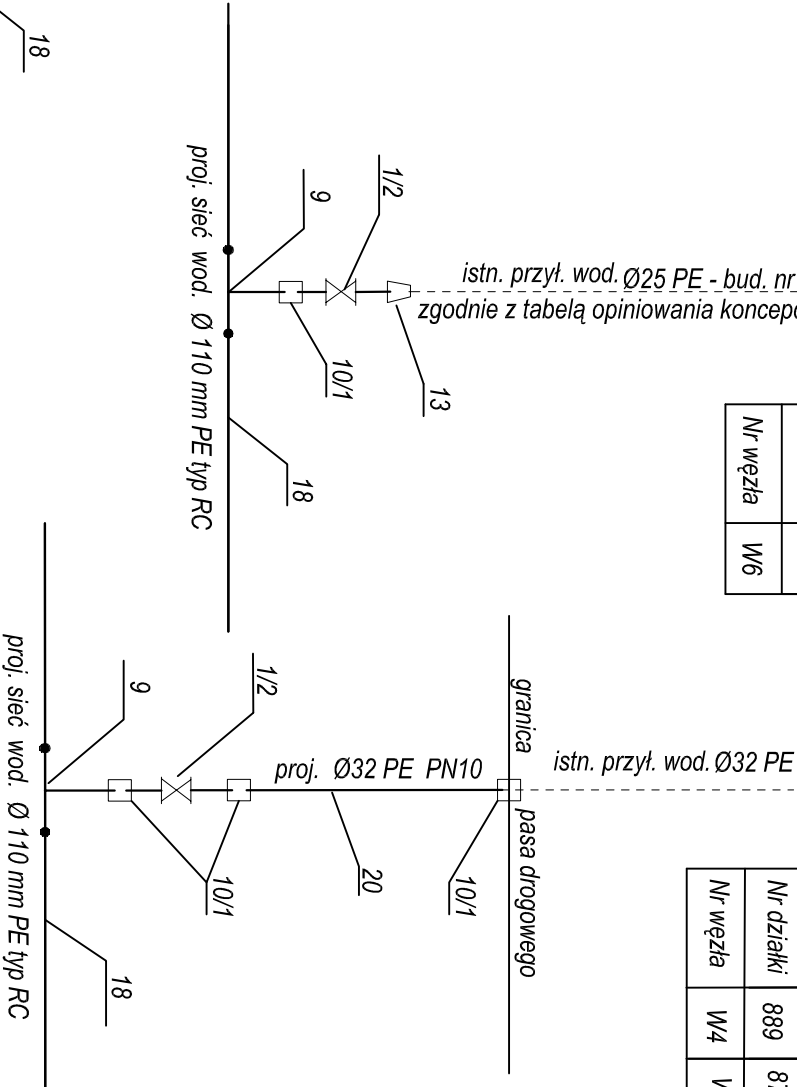 18
proj. sieć wod. Ø 110 mm PE typ RC
9
1/2
10/1
13
18
istn. przył. wod. Ø25 PE - bud. nr
zgodnie z tabelą opiniowania
Nr węzła W6
proj. sieć wod. Ø 110 mm PE typ RC
9
1/2
10/1
18
proj. Ø32 PE PN10
20
10/1
granica
pasa drogowego
istn. przył. wod. Ø32 PE
Nr działki 889
Nr węzła W4